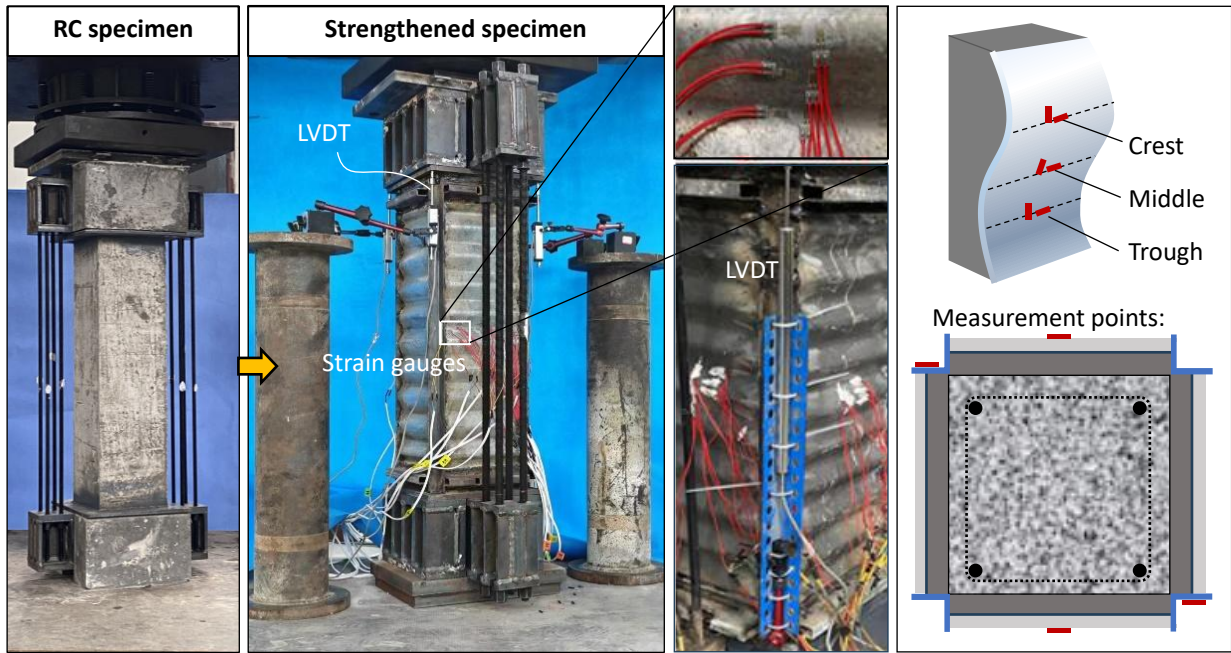 RC specimen
Strengthened specimen
LVDT
Strain gauges
LVDT
Crest
Middle
Trough
Measurement points: